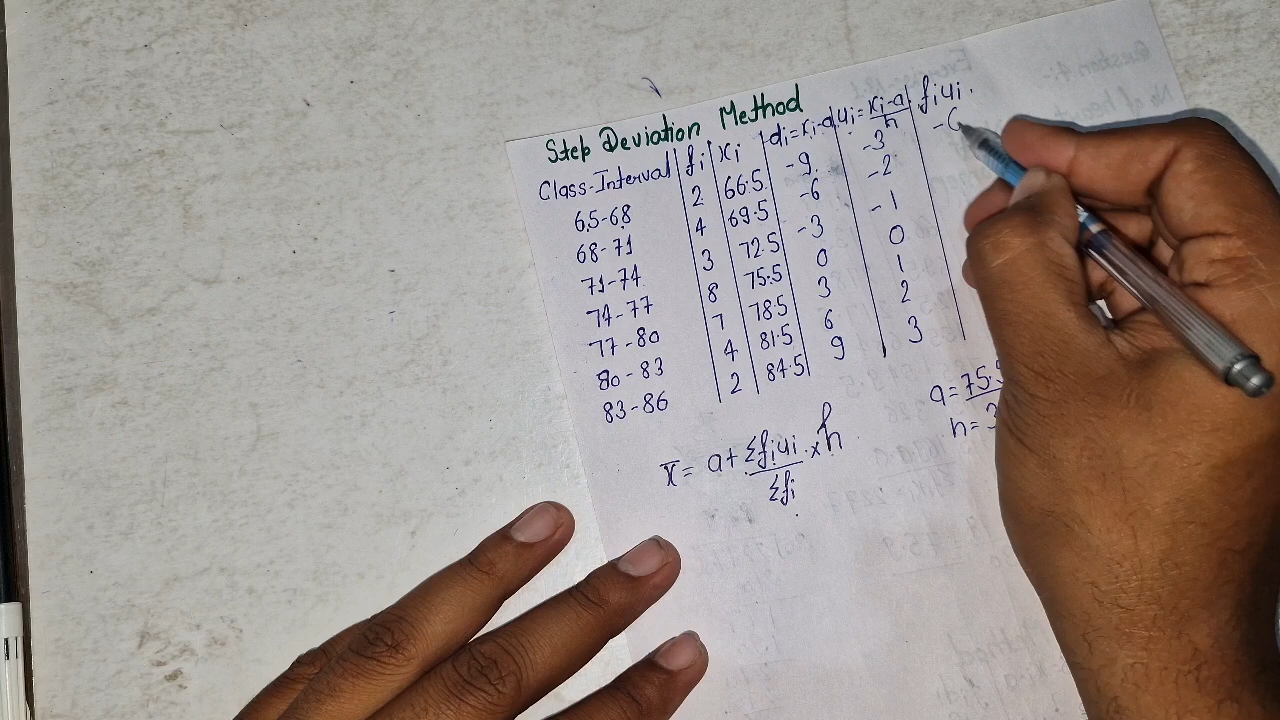 Step Deviation Method
Class-Interval fi xi di=xi-a ui=xi-a/h fiui.
65-68 2 66.5 -9 -3 -6
68-71 4 69.5 -6 -2
71-74 3 72.5 -3 -1
74-77 8 75.5 0 0
77-80 7 78.5 3 1
80-83 4 81.5 6 2
83-86 2 84.5 9 3
a=75.5
h=3
x̄= a+Σfiui/Σfi × h